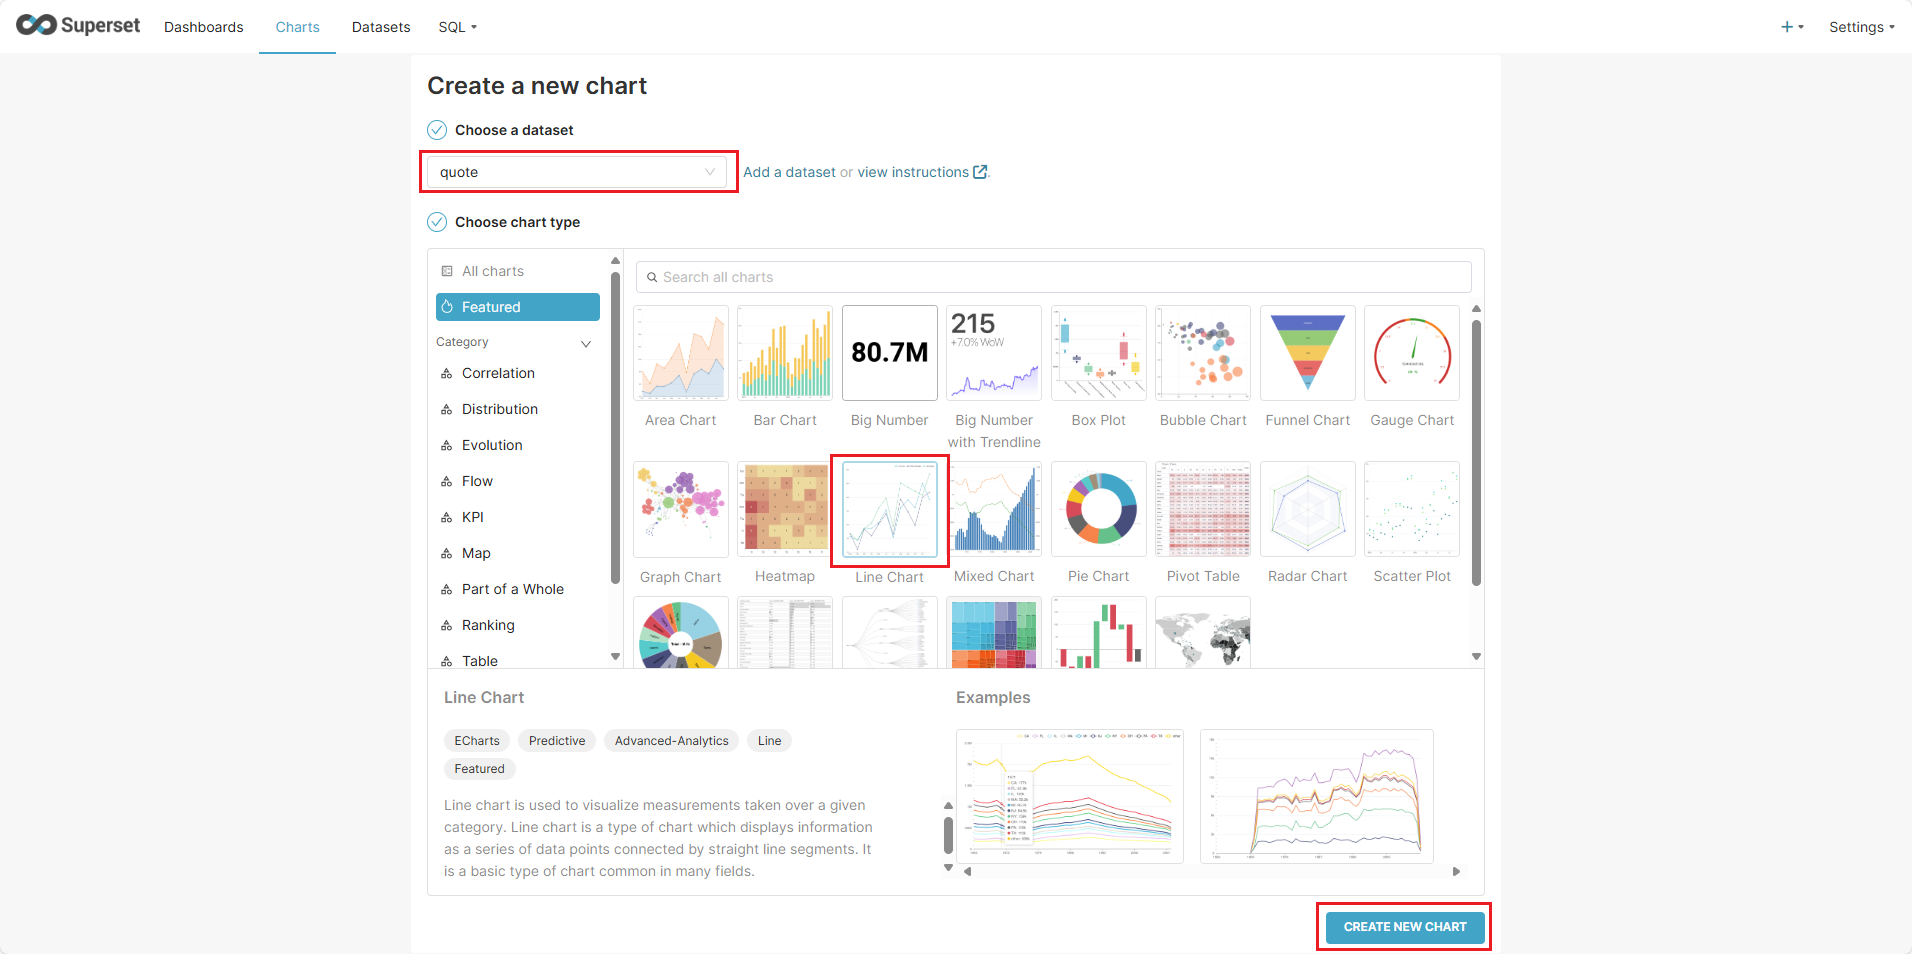 Superset Dashboards Charts Datasets SQL Settings
Create a new chart
Choose a dataset
quote
Add a dataset or view instructions.
Choose chart type
All charts
Featured
Category
Correlation
Distribution
Evolution
Flow
KPI
Map
Part of a Whole
Ranking
Table
Search all charts
80.7M
215
+7.0% WoW
Area Chart
Bar Chart
Big Number
Big Number
with Trendline
Box Plot
Bubble Chart
Funnel Chart
Gauge Chart
Graph Chart
Heatmap
Line Chart
Mixed Chart
Pie Chart
Pivot Table
Radar Chart
Scatter Plot
Line Chart
ECharts Predictive Advanced-Analytics Line
Featured
Line chart is used to visualize measurements taken over a given
category. Line chart is a type of chart which displays information
as a series of data points connected by straight line segments. It
is a basic type of chart common in many fields.
Examples
CREATE NEW CHART